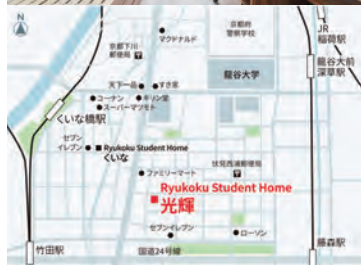 京都府
警察学校
JR
稲荷駅
マクドナルド
京都下川
郵便局
龍谷大前
深草駅
龍谷大学
天下一品
すき家
コーナン
キリン堂
スーパーマツモト
くいな橋駅
セブン
イレブン
Ryukoku Student Home
くいな
伏見西浦郵便局
ファミリーマート
Ryukoku Student Home
光輝
セブンイレブン
ローソン
竹田駅
国道24号線
藤森駅
N